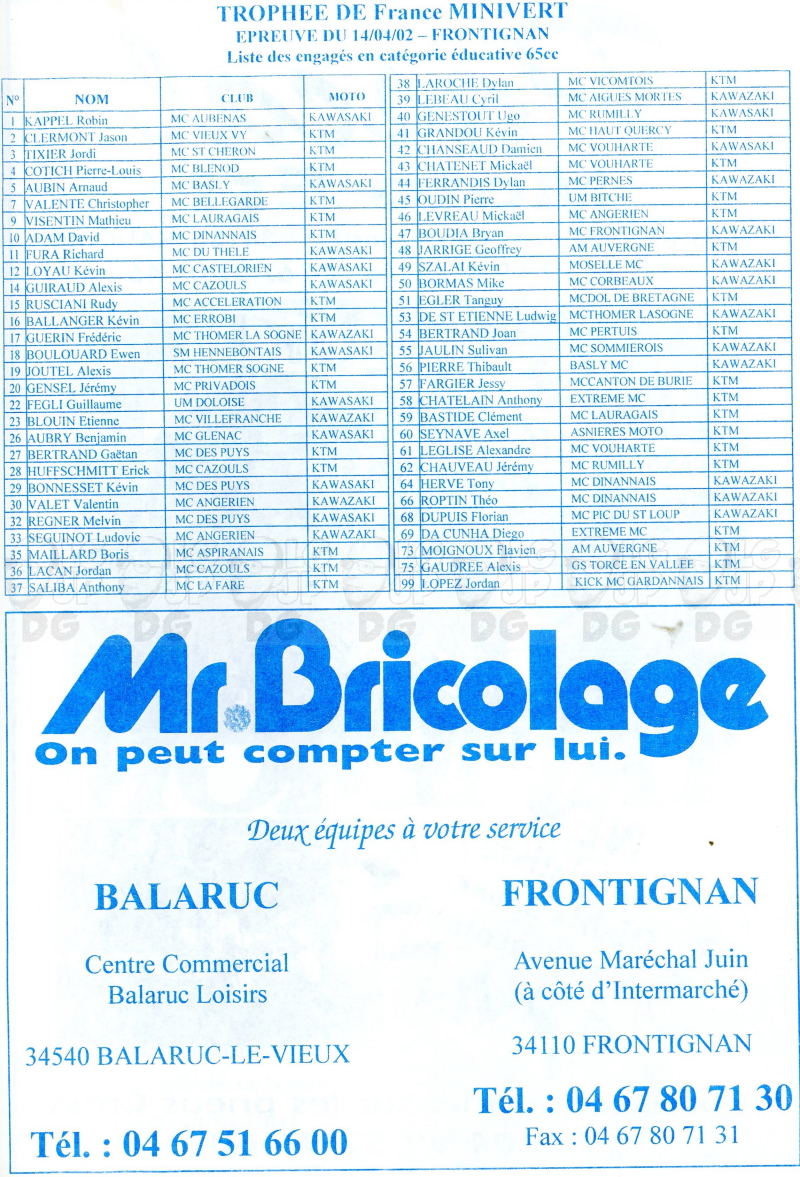 TROPHEE DE France MINIVERT
EPREUVE DU 14/04/02 – FRONTIGNAN
Liste des engagés en catégorie éducative 65cc
N° NOM CLUB MOTO
1 KAPPEL Robin MC AUBENAS KAWASAKI
2 CLERMONT Jason MC VIEUX VY KTM
3 TIXIER Jordi MC ST CHERON KTM
4 COTICH Pierre-Louis MC BLENOD KTM
5 AUBIN Arnaud MC BASLY KAWASAKI
7 VALENTE Christopher MC BELLEGARDE KTM
9 VISENTIN Mathieu MC LAURAGAIS KTM
10 ADAM David MC DINANNAIS KTM
11 FURA Richard MC DU THELE KAWASAKI
12 LOYAU Kévin MC CASTELORIEN KAWASAKI
14 GUIRAUD Alexis MC CAZOULS KAWASAKI
15 RUSCIANI Rudy MC ACCELERATION KTM
16 BALLANGER Kévin MC ERROBI KTM
17 GUERIN Frédéric MC THOMER LA SOGNE KAWAZAKI
18 BOULOUARD Ewen SM HENNEBONTAIS KAWASAKI
19 JOUTEL Alexis MC THOMER SOGNE KTM
20 GENSEL Jérémy MC PRIVADOIS KTM
22 FEGLI Guillaume UM DOLOISE KAWASAKI
23 BLOUIN Etienne MC VILLEFRANCHE KAWAZAKI
26 AUBRY Benjamin MC GLENAC KAWASAKI
27 BERTRAND Gaëtan MC DES PUYS KTM
28 HUFFSCHMITT Erick MC CAZOULS KTM
29 BONNESSET Kévin MC DES PUYS KAWASAKI
30 VALET Valentin MC ANGERIEN KAWAZAKI
32 REGNER Melvin MC DES PUYS KAWASAKI
33 SEGUINOT Ludovic MC ANGERIEN KAWAZAKI
35 MAILLARD Boris MC ASPIRANAIS KTM
36 LACAN Jordan MC CAZOULS KTM
37 SALIBA Anthony MC LA FARE KTM
38 LAROCHE Dylan MC VICOMTOIS KTM
39 LEBEAU Cyril MC AIGUES MORTES KAWAZAKI
40 GENESTOUT Ugo MC RUMILLY KAWASAKI
41 GRANDOU Kévin MC HAUT QUERCY KTM
42 CHANSEAUD Damien MC VOUHARTE KAWASAKI
43 CHATENET Mickaël MC VOUHARTE KTM
44 FERRANDIS Dylan MC PERNES KAWAZAKI
45 OUDIN Pierre UM BITCHE KTM
46 LEVREAU Mickaël MC ANGERIEN KTM
47 BOUDIA Bryan MC FRONTIGNAN KAWAZAKI
48 JARRIGE Geoffrey AM AUVERGNE KTM
49 SZALAI Kévin MOSELLE MC KAWAZAKI
50 BORMAS Mike MC CORBEAUX KAWAZAKI
51 EGLER Tanguy MCDOL DE BRETAGNE KTM
53 DE ST ETIENNE Ludwig MCTHOMER LASOGNE KAWAZAKI
54 BERTRAND Joan MC PERTUIS KTM
55 JAULIN Sulivan MC SOMMIEROIS KAWAZAKI
56 PIERRE Thibault BASLY MC KAWAZAKI
57 FARGIER Jessy MCCANTON DE BURIE KTM
58 CHATELAIN Anthony EXTREME MC KTM
59 BASTIDE Clément MC LAURAGAIS KTM
60 SEYNAVE Axel ASNIERES MOTO KTM
61 LEGLISE Alexandre MC VOUHARTE KTM
62 CHAUVEAU Jérémy MC RUMILLY KTM
64 HERVE Tony MC DINANNAIS KAWAZAKI
66 ROPTIN Théo MC DINANNAIS KAWAZAKI
68 DUPUIS Florian MC PIC DU ST LOUP KAWAZAKI
69 DA CUNHA Diego EXTREME MC KTM
73 MOIGNOUX Flavien AM AUVERGNE KTM
75 GAUDREE Alexis GS TORCE EN VALLEE KTM
99 LOPEZ Jordan KICK MC GARDANNAIS KTM
Mr.Bricolage
On peut compter sur lui.
Deux équipes à votre service
BALARUC
Centre Commercial
Balaruc Loisirs
34540 BALARUC-LE-VIEUX
Tél. : 04 67 51 66 00
FRONTIGNAN
Avenue Maréchal Juin
(à côté d'Intermarché)
34110 FRONTIGNAN
Tél. : 04 67 80 71 30
Fax : 04 67 80 71 31